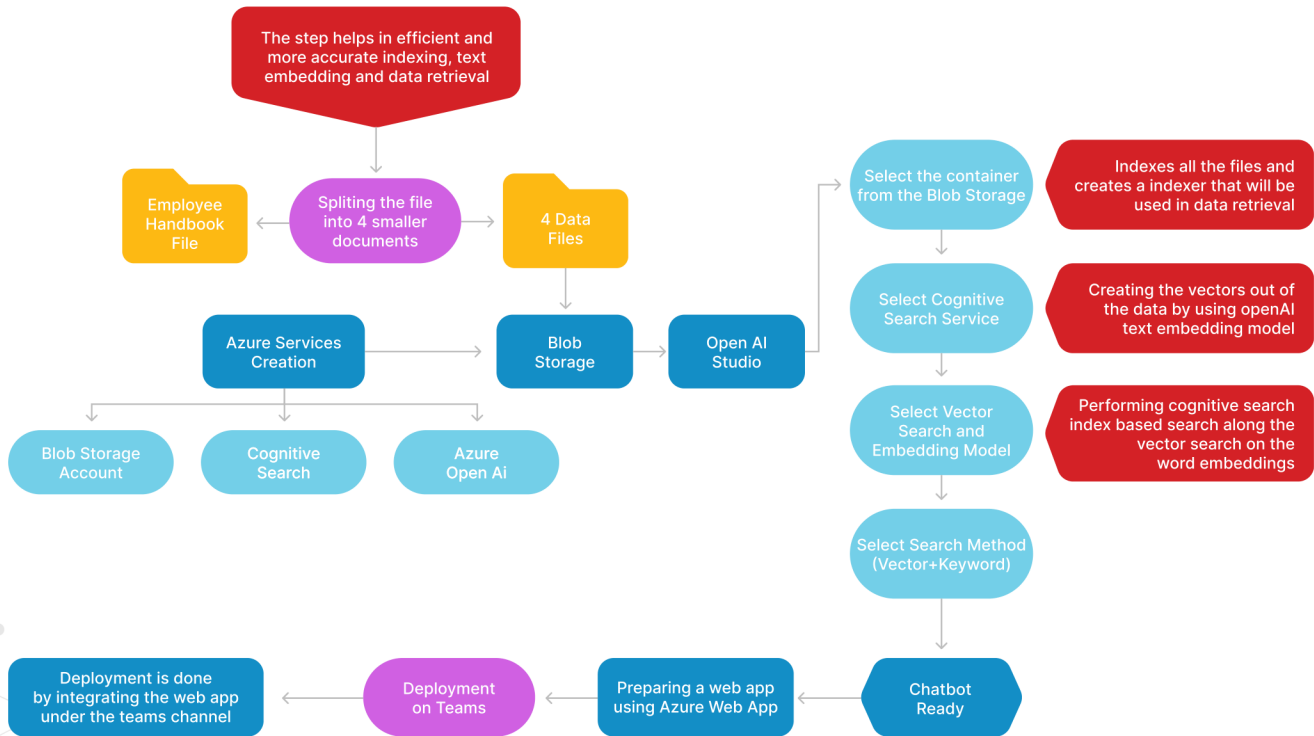 The step helps in efficient and
more accurate indexing, text
embedding and data retrieval
Employee
Handbook
File
Spliting the file
into 4 smaller
documents
4 Data
Files
Select the container
from the Blob Storage
Indexes all the files and
creates a indexer that will be
used in data retrieval
Select Cognitive
Search Service
Creating the vectors out of
the data by using openAI
text embedding model
Azure Services
Creation
Blob
Storage
Open AI
Studio
Select Vector
Search and
Embedding Model
Performing cognitive search
index based search along the
vector search on the
word embeddings
Blob Storage
Account
Cognitive
Search
Azure
Open Ai
Select Search Method
(Vector+Keyword)
Deployment is done
by integrating the web app
under the teams channel
Deployment
on Teams
Preparing a web app
using Azure Web App
Chatbot
Ready